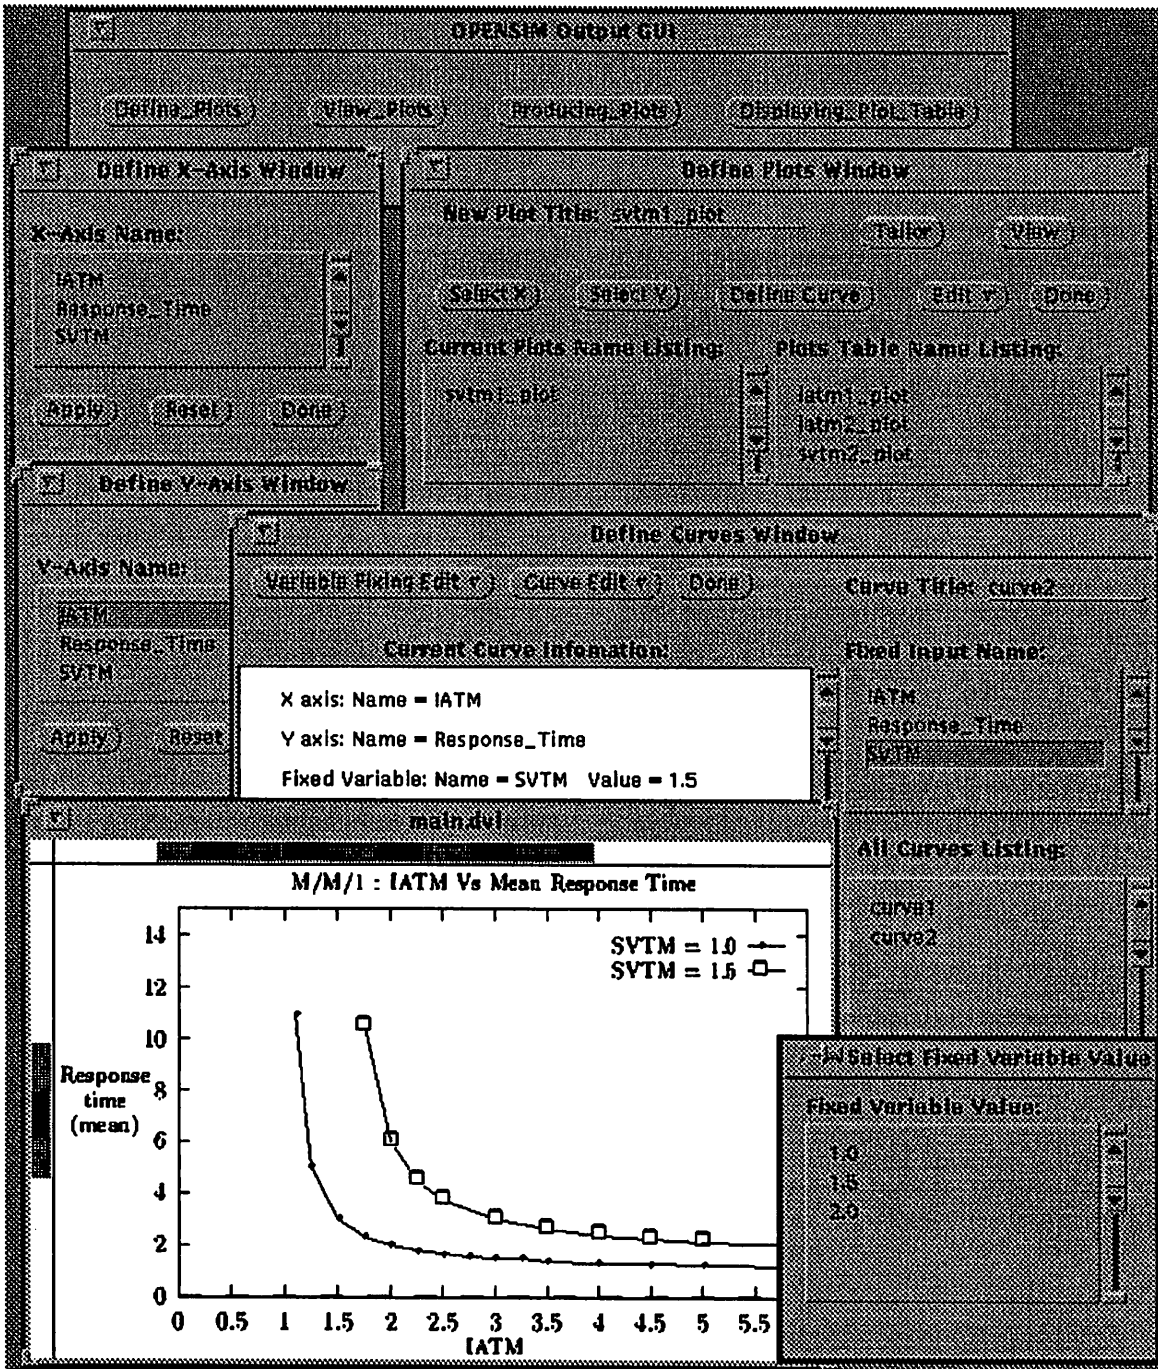 OPENSIM Output GUI
Define_Plots View_Plots Producing_Plots Displaying_Plot_Table
Define X-Axis Window
X-Axis Name:
IATM
Response_Time
SVTM
Apply Reset Done
Define Plots Window
New Plot Title: svtm1_plot
Tailor View
Select X Select Y Define Curve Edit Done
Current Plots Name Listing: Plots Table Name Listing:
svtm1_plot
iatm1_plot
iatm2_plot
svtm2_plot
Define Y-Axis Window
Y-Axis Name:
IATM
Response_Time
SVTM
Apply Reset
Define Curves Window
Variable Fixing Edit Curve Edit Done
Curve Title: curve2
Current Curve Infomation:
X axis: Name = IATM
Y axis: Name = Response_Time
Fixed Variable: Name = SVTM Value = 1.5
Fixed Input Name:
IATM
Response_Time
SVTM
All Curves Listing:
curve1
curve2
main.dvi
M/M/1 : IATM Vs Mean Response Time
SVTM = 1.0
SVTM = 1.5
14
12
10
8
6
4
2
0
Response
time
(mean)
0 0.5 1 1.5 2 2.5 3 3.5 4 4.5 5 5.5
IATM
Select Fixed Variable Value
Fixed Variable Value:
1.0
1.5
2.0